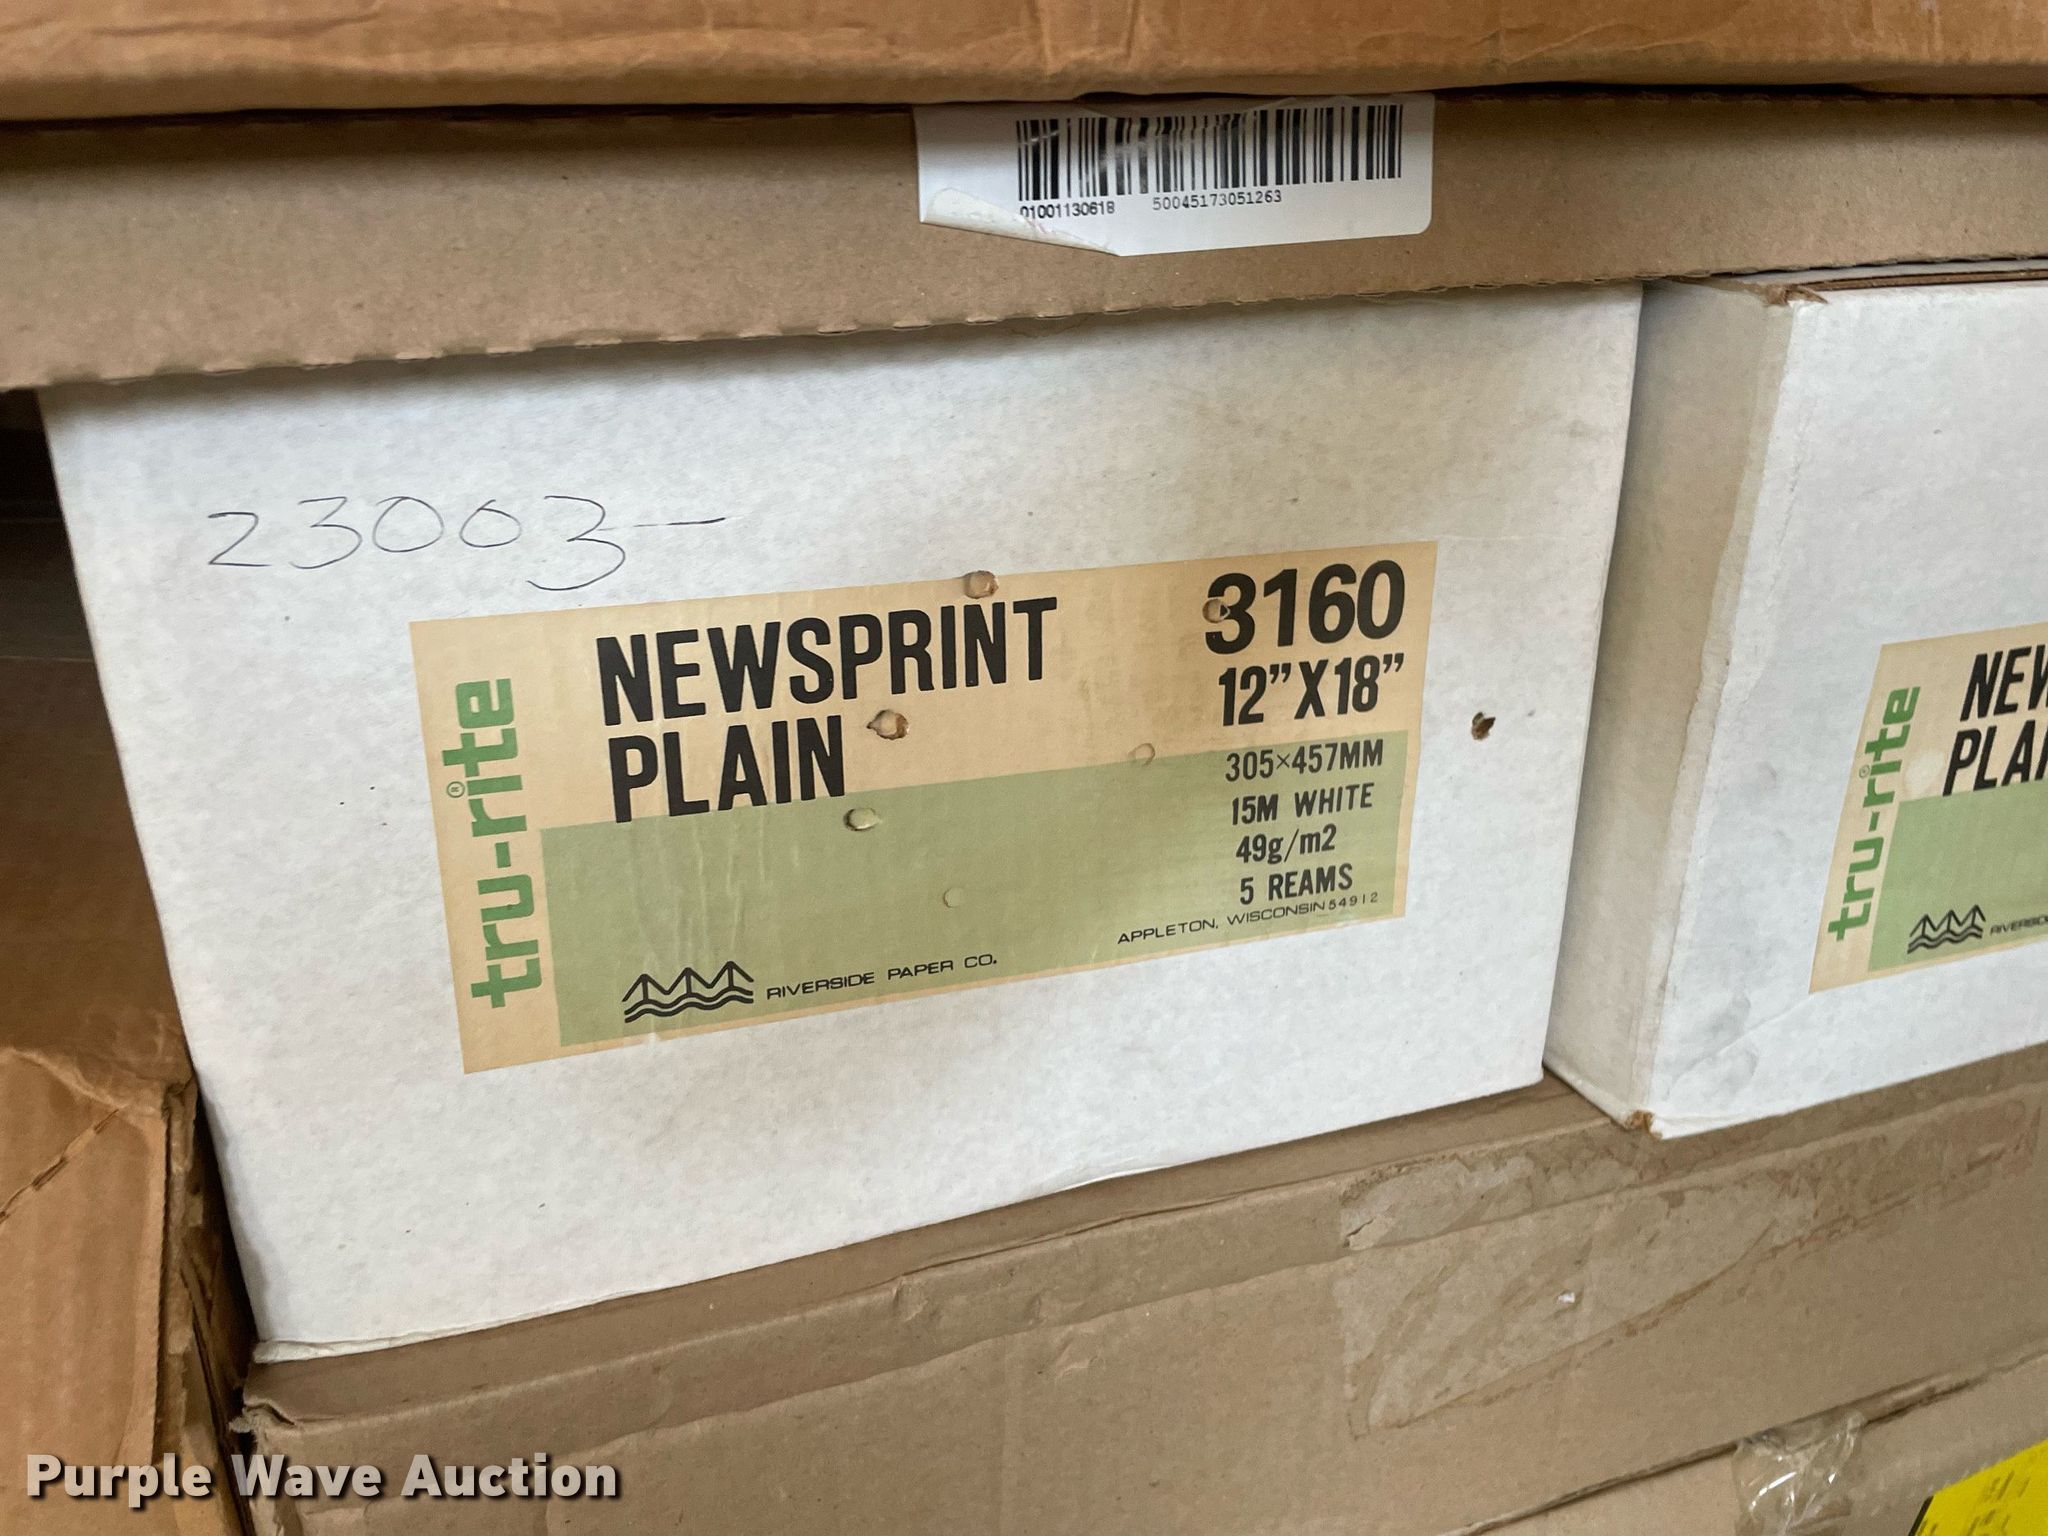 01001130618 50045173051263
23003-
tru-rite®
NEWSPRINT
PLAIN
3160
12"X18"
305×457MM
15M WHITE
49g/m2
5 REAMS
RIVERSIDE PAPER CO.
APPLETON, WISCONSIN 54912
tru-rite®
NEW
PLAI
RIVERSID
Purple Wave Auction